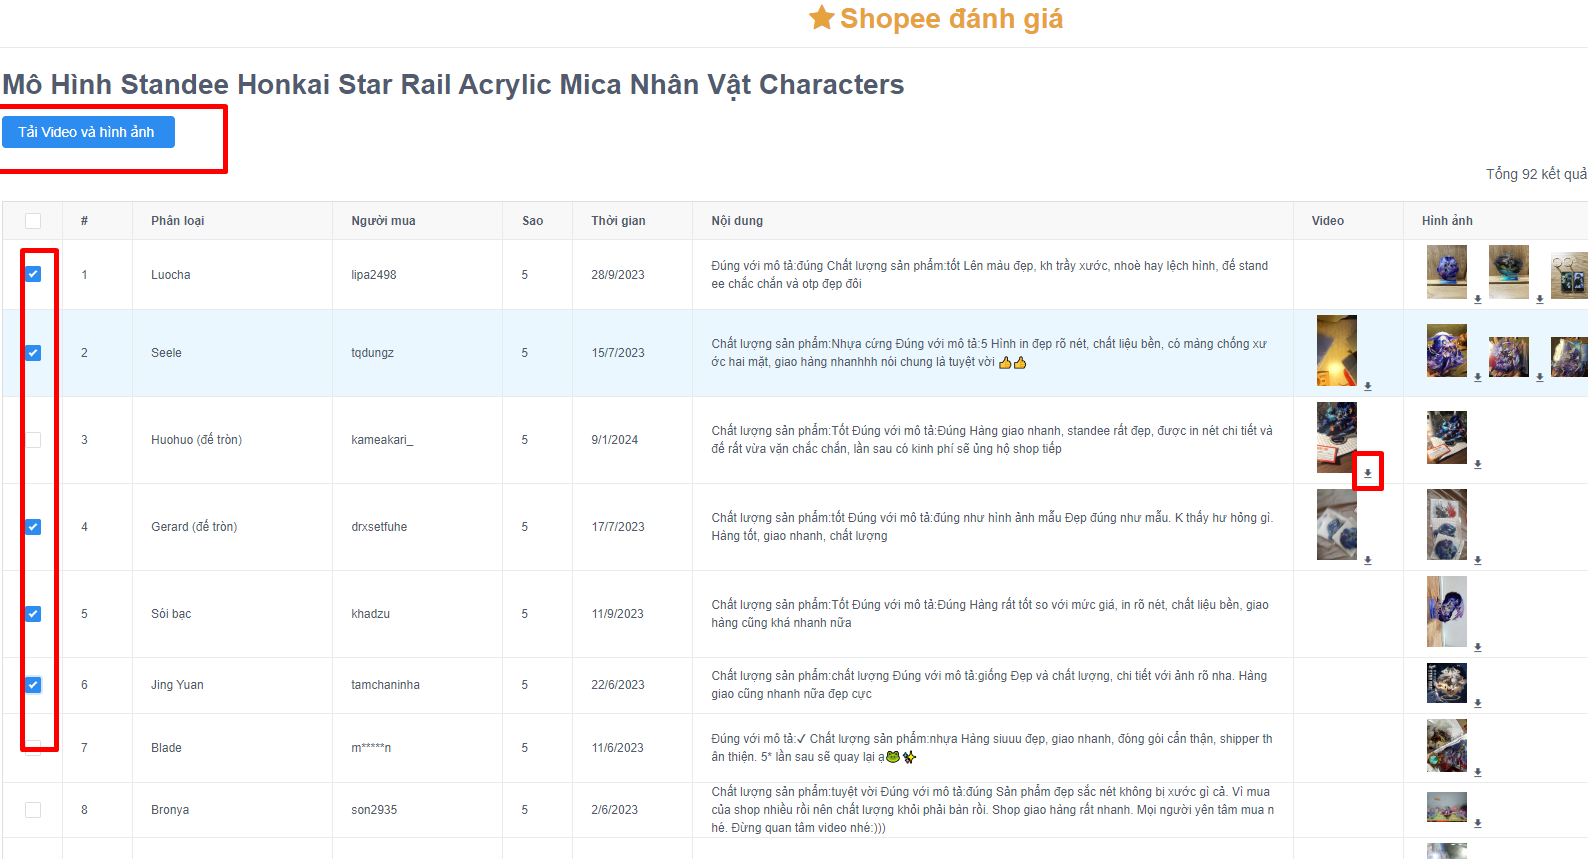 Shopee đánh giá
Mô Hình Standee Honkai Star Rail Acrylic Mica Nhân Vật Characters
Tải Video và hình ảnh
Tổng 92 kết quả
# Phân loại Người mua Sao Thời gian Nội dung Video Hình ảnh
1 Luocha lipa2498 5 28/9/2023 Đúng với mô tả:đúng Chất lượng sản phẩm:tốt Lên màu đẹp, kh trầy xước, nhoè hay lệch hình, đế stand
ee chắc chắn và otp đẹp đôi
2 Seele tqdungz 5 15/7/2023 Chất lượng sản phẩm:Nhựa cứng Đúng với mô tả:5 Hình in đẹp rõ nét, chất liệu bền, có màng chống xư
ớc hai mặt, giao hàng nhanhhh nói chung là tuyệt vời 👍👍
3 Huohuo (đế tròn) kameakari_ 5 9/1/2024 Chất lượng sản phẩm:Tốt Đúng với mô tả:Đúng Hàng giao nhanh, standee rất đẹp, được in nét chi tiết và
đế rất vừa vặn chắc chắn, lần sau có kinh phí sẽ ủng hộ shop tiếp
4 Gerard (đế tròn) drxsetfuhe 5 17/7/2023 Chất lượng sản phẩm:tốt Đúng với mô tả:đúng như hình ảnh mẫu Đẹp đúng như mẫu. K thấy hư hỏng gì.
Hàng tốt, giao nhanh, chất lượng
5 Sói bạc khadzu 5 11/9/2023 Chất lượng sản phẩm:Tốt Đúng với mô tả:Đúng Hàng rất tốt so với mức giá, in rõ nét, chất liệu bền, giao
hàng cũng khá nhanh nữa
6 Jing Yuan tamchaninha 5 22/6/2023 Chất lượng sản phẩm:chất lượng Đúng với mô tả:giống Đẹp và chất lượng, chi tiết với ảnh rõ nha. Hàng
giao cũng nhanh nữa đẹp cực
7 Blade m*****n 5 11/6/2023 Đúng với mô tả:✓ Chất lượng sản phẩm:nhựa Hàng siuuu đẹp, giao nhanh, đóng gói cẩn thận, shipper th
ân thiện. 5* lần sau sẽ quay lại ạ🐸✨
8 Bronya son2935 5 2/6/2023 Chất lượng sản phẩm:tuyệt vời Đúng với mô tả:đúng Sản phẩm đẹp sắc nét không bị xước gì cả. Vì mua
của shop nhiều rồi nên chất lượng khỏi phải bàn rồi. Shop giao hàng rất nhanh. Mọi người yên tâm mua n
hé. Đừng quan tâm video nhé:)))